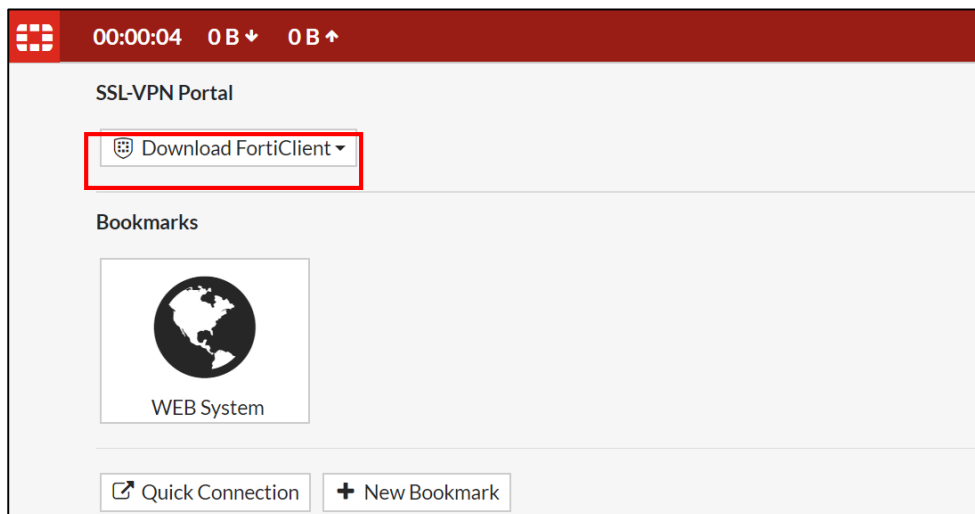 00:00:04 0 B 0 B
SSL-VPN Portal
Download FortiClient
Bookmarks
WEB System
Quick Connection
New Bookmark